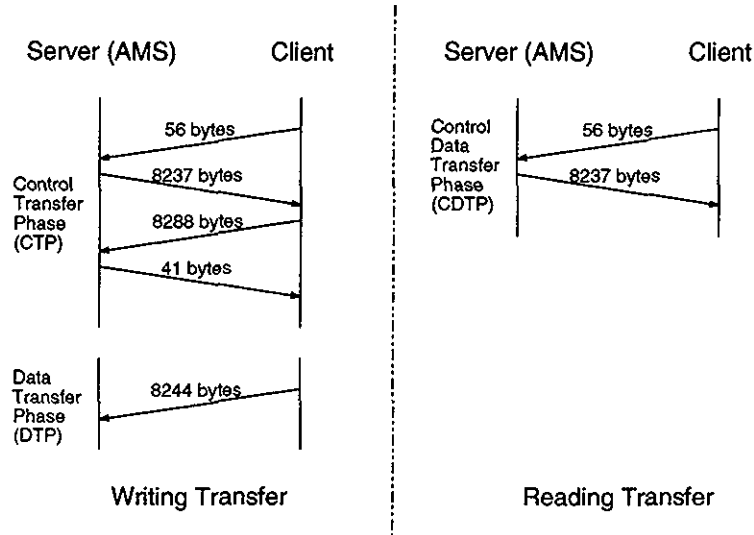 Server (AMS) Client
56 bytes
8237 bytes
8288 bytes
41 bytes
Control
Transfer
Phase
(CTP)
8244 bytes
Data
Transfer
Phase
(DTP)
Writing Transfer
Server (AMS) Client
56 bytes
8237 bytes
Control
Data
Transfer
Phase
(CDTP)
Reading Transfer